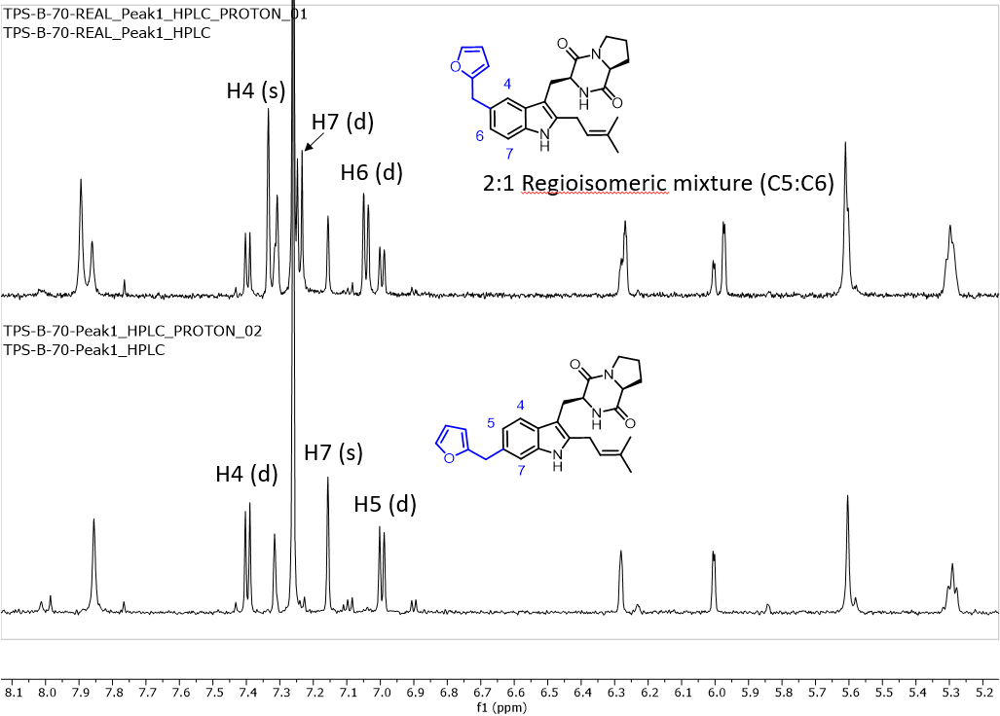 TPS-B-70-REAL_Peak1_HPLC_PROTON_01
TPS-B-70-REAL_Peak1_HPLC
H4 (s)
H7 (d)
H6 (d)
O
N
O
NH
O
4
6
7
N
H
2:1 Regioisomeric mixture (C5:C6)
TPS-B-70-Peak1_HPLC_PROTON_02
TPS-B-70-Peak1_HPLC
H4 (d)
H7 (s)
H5 (d)
O
N
NH
O
4
5
7
O
N
H
8.1 8.0 7.9 7.8 7.7 7.6 7.5 7.4 7.3 7.2 7.1 7.0 6.9 6.8 6.7 6.6 6.5 6.4 6.3 6.2 6.1 6.0 5.9 5.8 5.7 5.6 5.5 5.4 5.3 5.2
f1 (ppm)